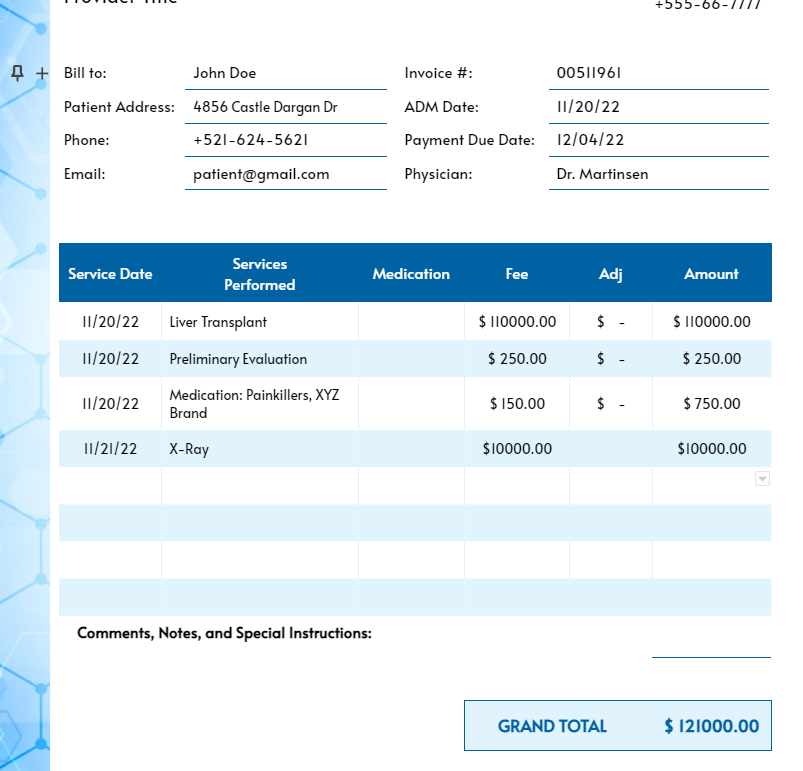 Provider Title
+555-66-7777
Bill to: John Doe Invoice #: 00511961
Patient Address: 4856 Castle Dargan Dr ADM Date: 11/20/22
Phone: +521-624-5621 Payment Due Date: 12/04/22
Email: patient@gmail.com Physician: Dr. Martinsen
Service Date Services Performed Medication Fee Adj Amount
11/20/22 Liver Transplant $ 110000.00 $ - $ 110000.00
11/20/22 Preliminary Evaluation $ 250.00 $ - $ 250.00
11/20/22 Medication: Painkillers, XYZ Brand $ 150.00 $ - $ 750.00
11/21/22 X-Ray $10000.00 $10000.00
Comments, Notes, and Special Instructions:
GRAND TOTAL $ 121000.00